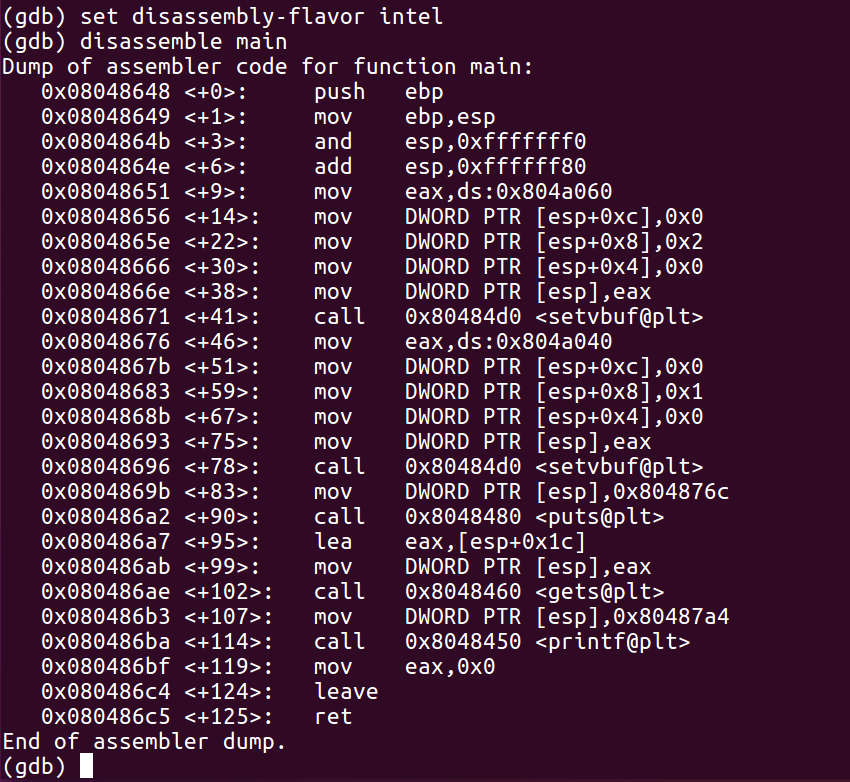 (gdb) set disassembly-flavor intel
(gdb) disassemble main
Dump of assembler code for function main:
   0x08048648 <+0>:     push   ebp
   0x08048649 <+1>:     mov    ebp,esp
   0x0804864b <+3>:     and    esp,0xfffffff0
   0x0804864e <+6>:     add    esp,0xffffff80
   0x08048651 <+9>:     mov    eax,ds:0x804a060
   0x08048656 <+14>:    mov    DWORD PTR [esp+0xc],0x0
   0x0804865e <+22>:    mov    DWORD PTR [esp+0x8],0x2
   0x08048666 <+30>:    mov    DWORD PTR [esp+0x4],0x0
   0x0804866e <+38>:    mov    DWORD PTR [esp],eax
   0x08048671 <+41>:    call   0x80484d0 <setvbuf@plt>
   0x08048676 <+46>:    mov    eax,ds:0x804a040
   0x0804867b <+51>:    mov    DWORD PTR [esp+0xc],0x0
   0x08048683 <+59>:    mov    DWORD PTR [esp+0x8],0x1
   0x0804868b <+67>:    mov    DWORD PTR [esp+0x4],0x0
   0x08048693 <+75>:    mov    DWORD PTR [esp],eax
   0x08048696 <+78>:    call   0x80484d0 <setvbuf@plt>
   0x0804869b <+83>:    mov    DWORD PTR [esp],0x804876c
   0x080486a2 <+90>:    call   0x8048480 <puts@plt>
   0x080486a7 <+95>:    lea    eax,[esp+0x1c]
   0x080486ab <+99>:    mov    DWORD PTR [esp],eax
   0x080486ae <+102>:   call   0x8048460 <gets@plt>
   0x080486b3 <+107>:   mov    DWORD PTR [esp],0x80487a4
   0x080486ba <+114>:   call   0x8048450 <printf@plt>
   0x080486bf <+119>:   mov    eax,0x0
   0x080486c4 <+124>:   leave
   0x080486c5 <+125>:   ret
End of assembler dump.
(gdb)